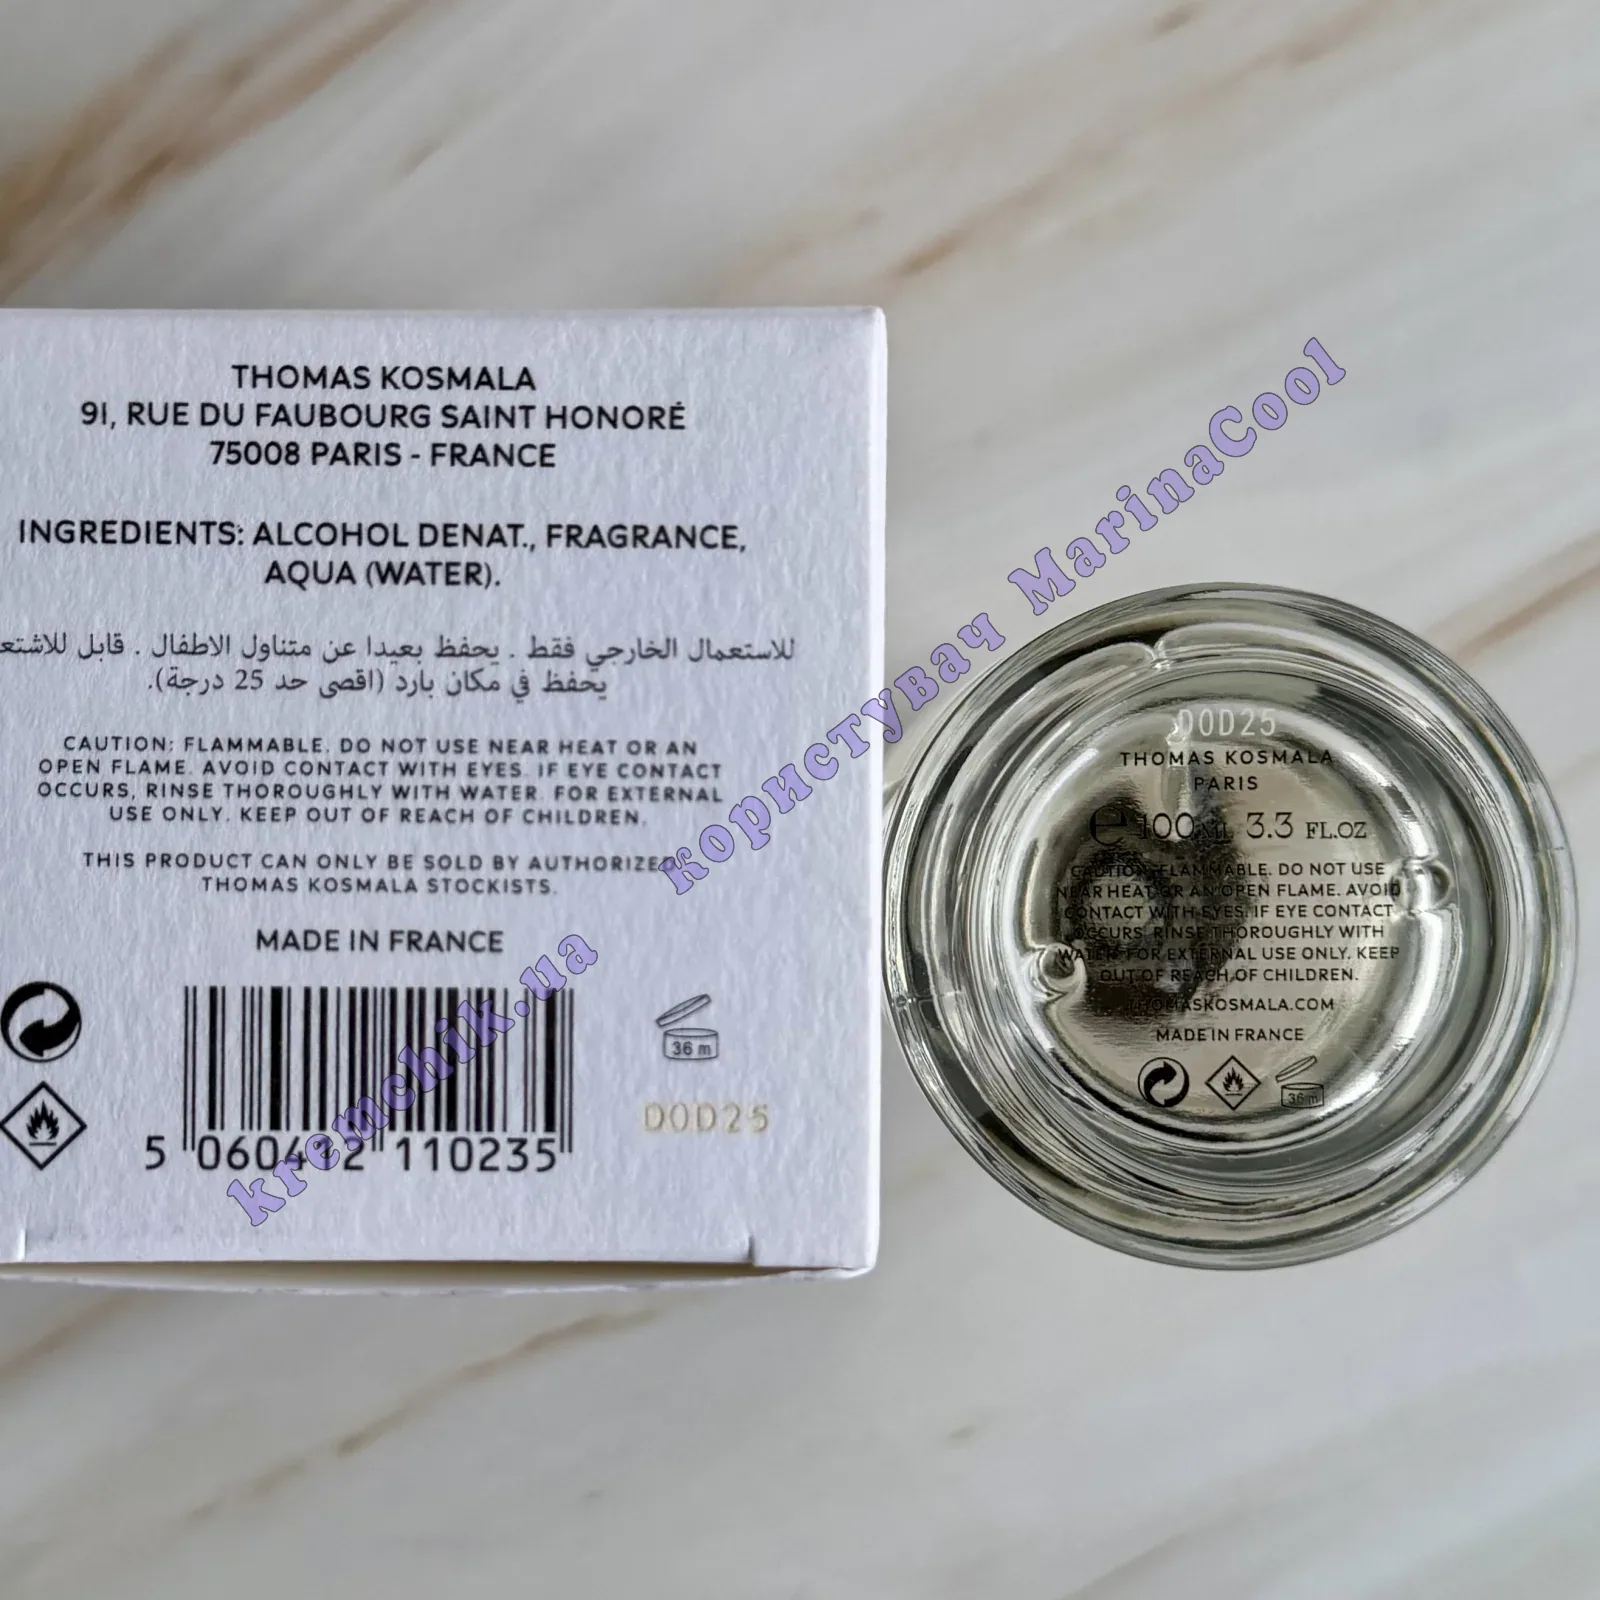 THOMAS KOSMALA
91, RUE DU FAUBOURG SAINT HONORÉ
75008 PARIS - FRANCE
INGREDIENTS: ALCOHOL DENAT., FRAGRANCE,
AQUA (WATER).
للاستعمال الخارجي فقط . يحفظ بعيدا عن متناول الاطفال . قابل للاشتع
يحفظ في مكان بارد (اقصى حد 25 درجة).
CAUTION: FLAMMABLE. DO NOT USE NEAR HEAT OR AN
OPEN FLAME. AVOID CONTACT WITH EYES. IF EYE CONTACT
OCCURS, RINSE THOROUGHLY WITH WATER. FOR EXTERNAL
USE ONLY. KEEP OUT OF REACH OF CHILDREN.
THIS PRODUCT CAN ONLY BE SOLD BY AUTHORIZED
THOMAS KOSMALA STOCKISTS.
MADE IN FRANCE
36 m
D0D25
5 060412 110235
kremchik.ua користувач MarinaCool
D0D25
THOMAS KOSMALA
PARIS
e 100 ML 3.3 FL.OZ
CAUTION: FLAMMABLE. DO NOT USE
NEAR HEAT OR AN OPEN FLAME. AVOID
CONTACT WITH EYES. IF EYE CONTACT
OCCURS, RINSE THOROUGHLY WITH
WATER. FOR EXTERNAL USE ONLY. KEEP
OUT OF REACH OF CHILDREN.
THOMASKOSMALA.COM
MADE IN FRANCE
36 m